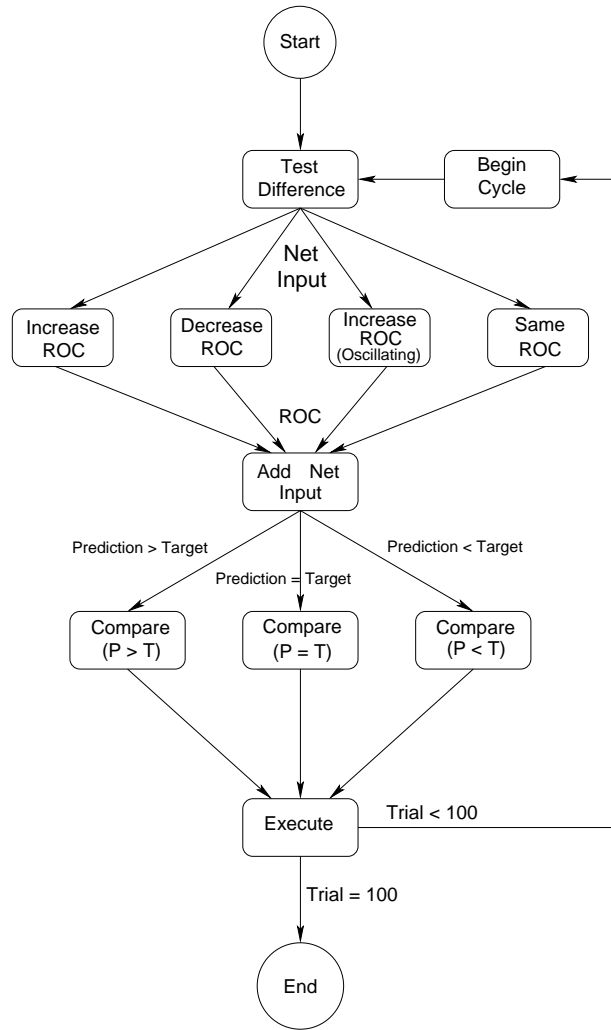 Start
Test
Difference
Begin
Cycle
Net
Input
Increase
ROC
Decrease
ROC
Increase
ROC
(Oscillating)
Same
ROC
ROC
Add Net
Input
Prediction > Target
Prediction = Target
Prediction < Target
Compare
(P > T)
Compare
(P = T)
Compare
(P < T)
Execute
Trial < 100
Trial = 100
End